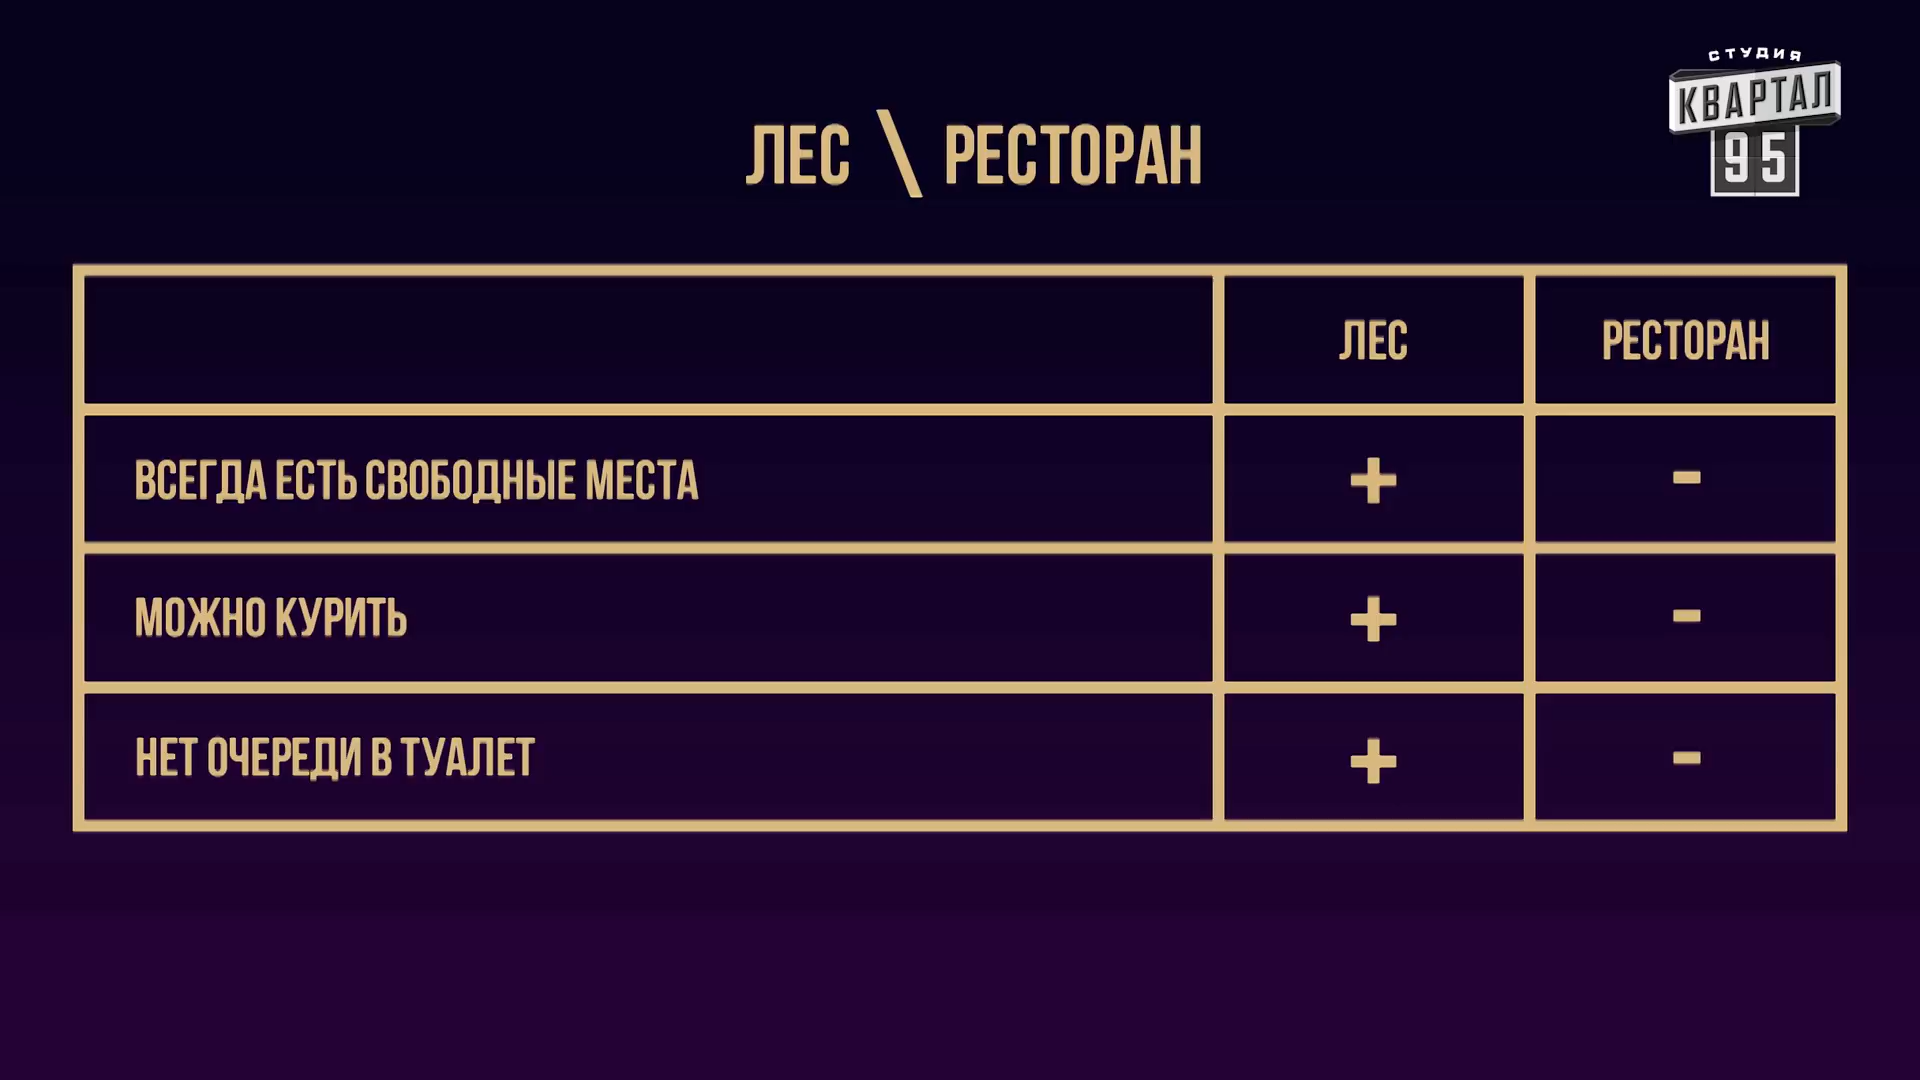 СТУДИЯ
КВАРТАЛ
95
ЛЕС \ РЕСТОРАН
ЛЕС РЕСТОРАН
ВСЕГДА ЕСТЬ СВОБОДНЫЕ МЕСТА + -
МОЖНО КУРИТЬ + -
НЕТ ОЧЕРЕДИ В ТУАЛЕТ + -